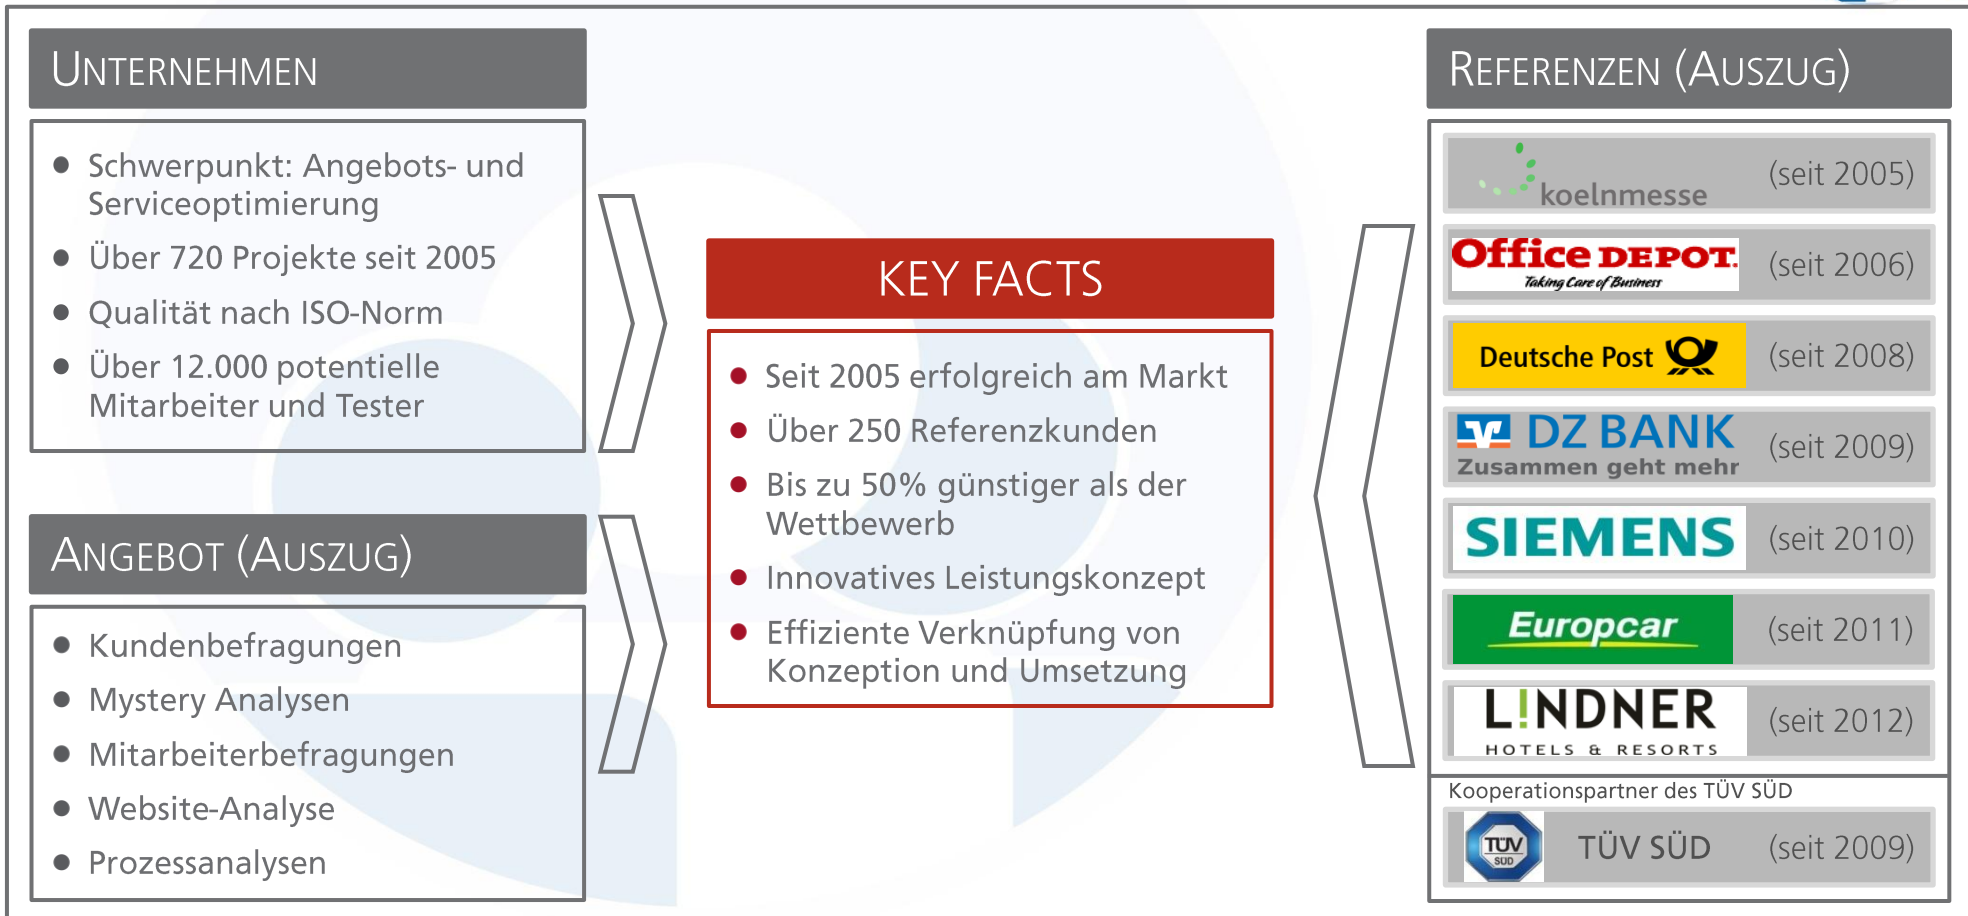 UNTERNEHMEN
Schwerpunkt: Angebots- und
Serviceoptimierung
Über 720 Projekte seit 2005
Qualität nach ISO-Norm
Über 12.000 potentielle
Mitarbeiter und Tester
ANGEBOT (AUSZUG)
Kundenbefragungen
Mystery Analysen
Mitarbeiterbefragungen
Website-Analyse
Prozessanalysen
KEY FACTS
Seit 2005 erfolgreich am Markt
Über 250 Referenzkunden
Bis zu 50% günstiger als der
Wettbewerb
Innovatives Leistungskonzept
Effiziente Verknüpfung von
Konzeption und Umsetzung
REFERENZEN (AUSZUG)
koelnmesse (seit 2005)
Office DEPOT. (seit 2006)
Taking Care of Business
Deutsche Post (seit 2008)
DZ BANK (seit 2009)
Zusammen geht mehr
SIEMENS (seit 2010)
Europcar (seit 2011)
L!NDNER (seit 2012)
HOTELS & RESORTS
Kooperationspartner des TÜV SÜD
TÜV SÜD TÜV SÜD (seit 2009)